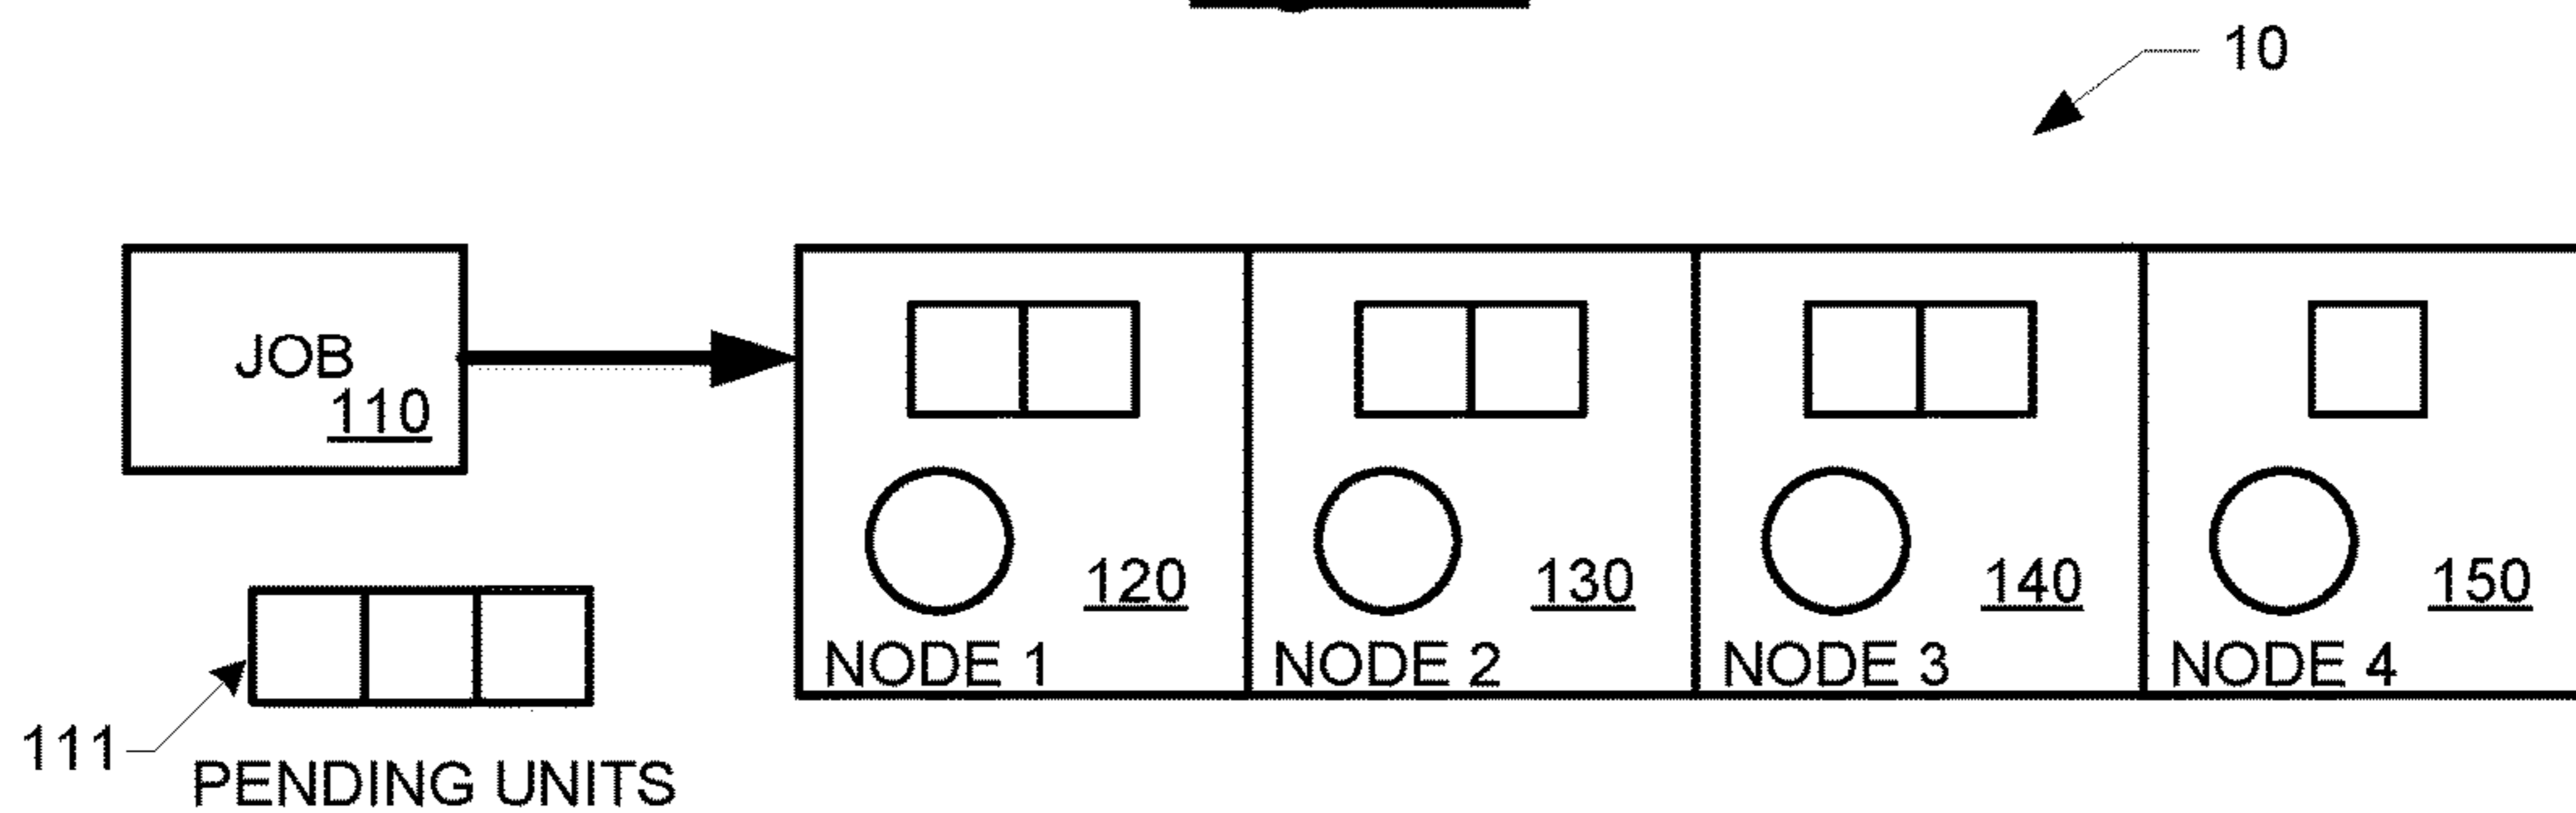 10
JOB
110
120
130
140
150
NODE 1
NODE 2
NODE 3
NODE 4
111
PENDING UNITS